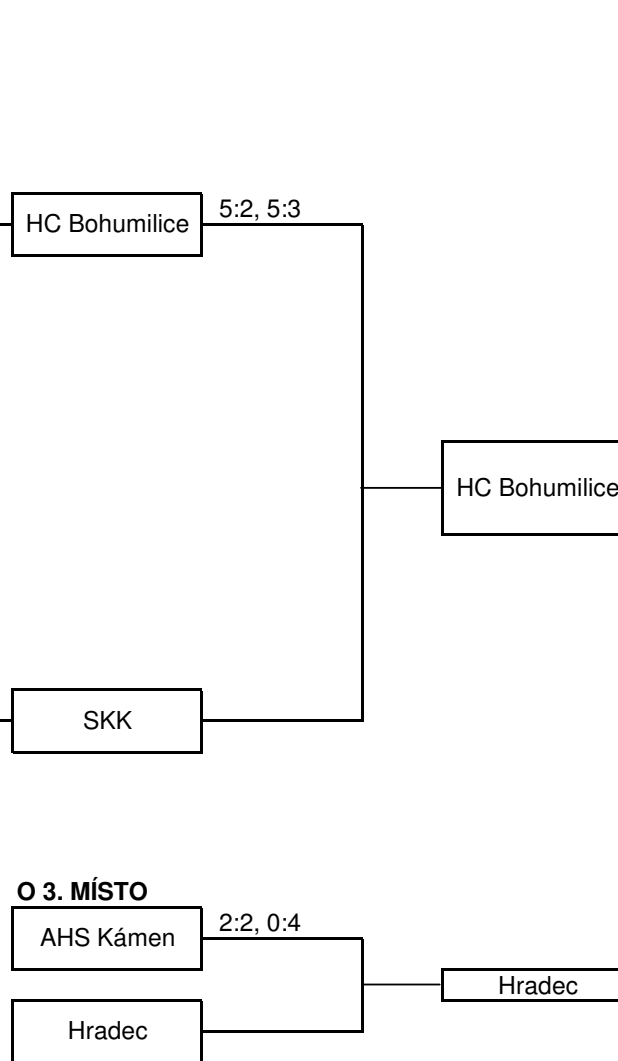 HC Bohumilice
5:2, 5:3
HC Bohumilice
SKK
O 3. MÍSTO
AHS Kámen
2:2, 0:4
Hradec
Hradec